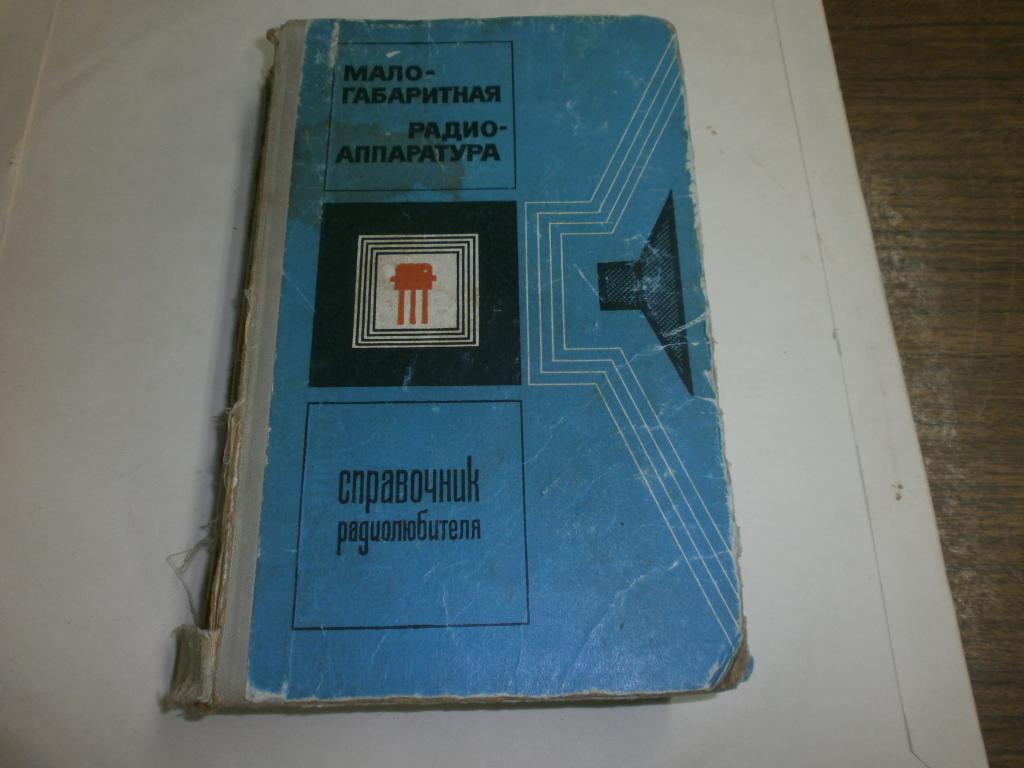 МАЛО-
ГАБАРИТНАЯ
РАДИО-
АППАРАТУРА
справочник
радиолюбителя